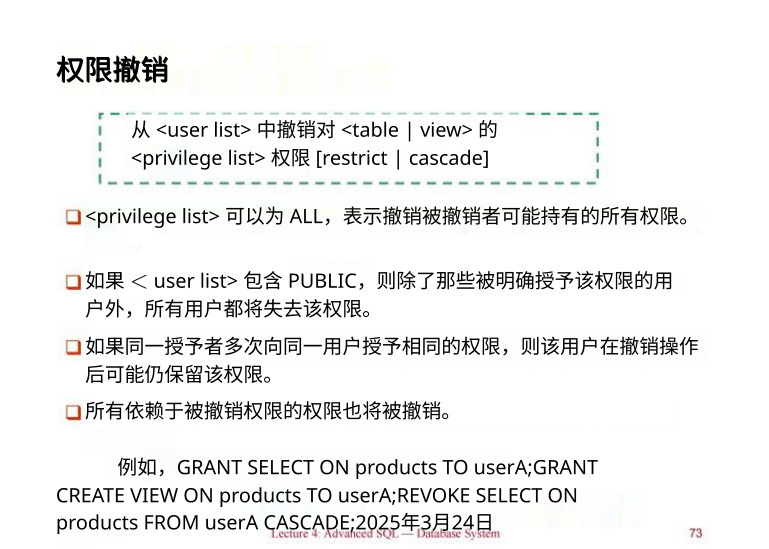 权限撤销
从 <user list> 中撤销对 <table | view> 的
<privilege list> 权限 [restrict | cascade]
<privilege list> 可以为 ALL，表示撤销被撤销者可能持有的所有权限。
如果 ＜ user list> 包含 PUBLIC，则除了那些被明确授予该权限的用
户外，所有用户都将失去该权限。
如果同一授予者多次向同一用户授予相同的权限，则该用户在撤销操作
后可能仍保留该权限。
所有依赖于被撤销权限的权限也将被撤销。
例如，GRANT SELECT ON products TO userA;GRANT
CREATE VIEW ON products TO userA;REVOKE SELECT ON
products FROM userA CASCADE;2025年3月24日
Lecture 4: Advanced SQL — Database System
73